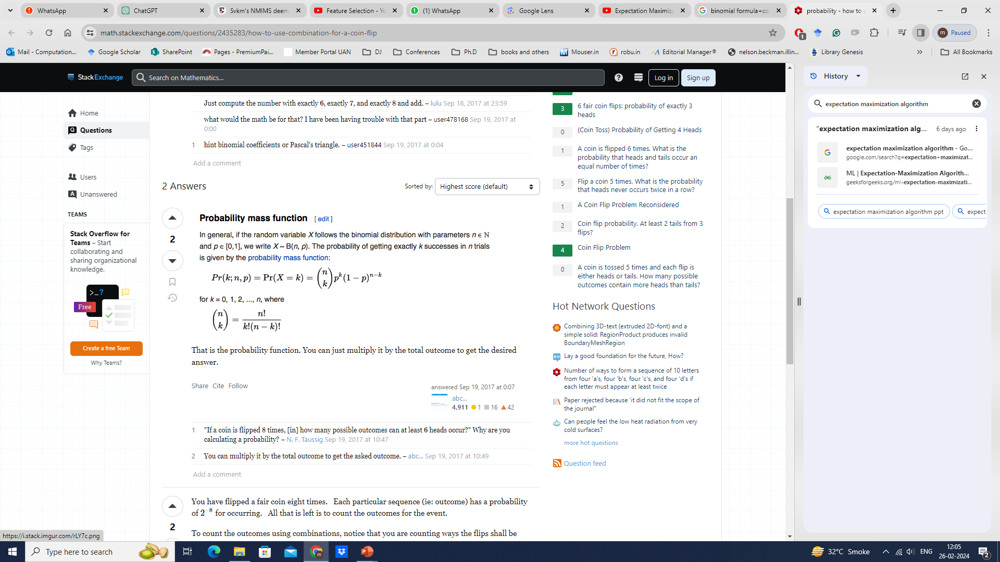 WhatsApp
ChatGPT
Svkm's NMIMS deem
Feature Selection - Yo
(1) WhatsApp
Google Lens
Expectation Maximiza
binomial formula+co
probability - how to u
math.stackexchange.com/questions/2435283/how-to-use-combination-for-a-coin-flip
1
m Paused
Mail - Computation...
Google Scholar
SharePoint
Pages - PremiumPai...
Member Portal UAN
DJ
Conferences
Ph.D
books and others
Mouser.in
robu.in
Editorial Manager®
nelson.beckman.illin...
Library Genesis
All Bookmarks
StackExchange
Search on Mathematics...
Log in
Sign up
Home
Questions
Tags
Users
Unanswered
TEAMS
Stack Overflow for
Teams – Start
collaborating and
sharing organizational
knowledge.
>_?
Free
Create a free Team
Why Teams?
Just compute the number with exactly 6, exactly 7, and exactly 8 and add. – lulu Sep 18, 2017 at 23:59
what would the math be for that? I have been having trouble with that part – user478168 Sep 19, 2017 at
0:00
1 hint binomial coefficients or Pascal's triangle. – user451844 Sep 19, 2017 at 0:04
Add a comment
2 Answers
Sorted by:
Highest score (default)
2
Probability mass function [ edit ]
In general, if the random variable X follows the binomial distribution with parameters n ∈ ℕ
and p ∈ [0,1], we write X ~ B(n, p). The probability of getting exactly k successes in n trials
is given by the probability mass function:
Pr(k; n, p) = Pr(X = k) = (n k) p^k (1 − p)^{n−k}
for k = 0, 1, 2, ..., n, where
(n k) = n! / k!(n − k)!
That is the probability function. You can just multiply it by the total outcome to get the desired
answer.
Share Cite Follow
answered Sep 19, 2017 at 0:07
abc...
4,911 1 16 42
1 "If a coin is flipped 8 times, [in] how many possible outcomes can at least 6 heads occur?" Why are you
calculating a probability? – N. F. Taussig Sep 19, 2017 at 10:47
2 You can multiply it by the total outcome to get the asked outcome. – abc... Sep 19, 2017 at 10:49
Add a comment
2
You have flipped a fair coin eight times. Each particular sequence (ie: outcome) has a probability
of 2^{−8} for occurring. All that is left is to count the outcomes for the event.
To count the outcomes using combinations, notice that you are counting ways the flips shall be
3 6 fair coin flips: probability of exactly 3
heads
0 (Coin Toss) Probability of Getting 4 Heads
1 A coin is flipped 6 times. What is the
probability that heads and tails occur an
equal number of times?
5 Flip a coin 5 times. What is the probability
that heads never occurs twice in a row?
1 A Coin Flip Problem Reconsidered
2 Coin flip probability. At least 2 tails from 3
flips?
4 Coin Flip Problem
0 A coin is tossed 5 times and each flip is
either heads or tails. How many possible
outcomes contain more heads than tails?
Hot Network Questions
Combining 3D-text (extruded 2D-font) and a
simple solid: RegionProduct produces invalid
BoundaryMeshRegion
BH Lay a good foundation for the future, How?
Number of ways to form a sequence of 10 letters
from four 'a's, four 'b's, four 'c's, and four 'd's if
each letter must appear at least twice
Paper rejected because 'it did not fit the scope of
the journal"
Can people feel the low heat radiation from very
cold surfaces?
more hot questions
Question feed
History
expectation maximization algorithm
"expectation maximization alg... 6 days ago
expectation maximization algorithm - Go...
google.com/search?q=expectation+maximizat...
ML | Expectation-Maximization Algorith...
geeksforgeeks.org/ml-expectation-maximizati...
expectation maximization algorithm ppt
expect
https://i.stack.imgur.com/rLY7c.png
Type here to search
32°C Smoke
ENG
12:05
26-02-2024
2